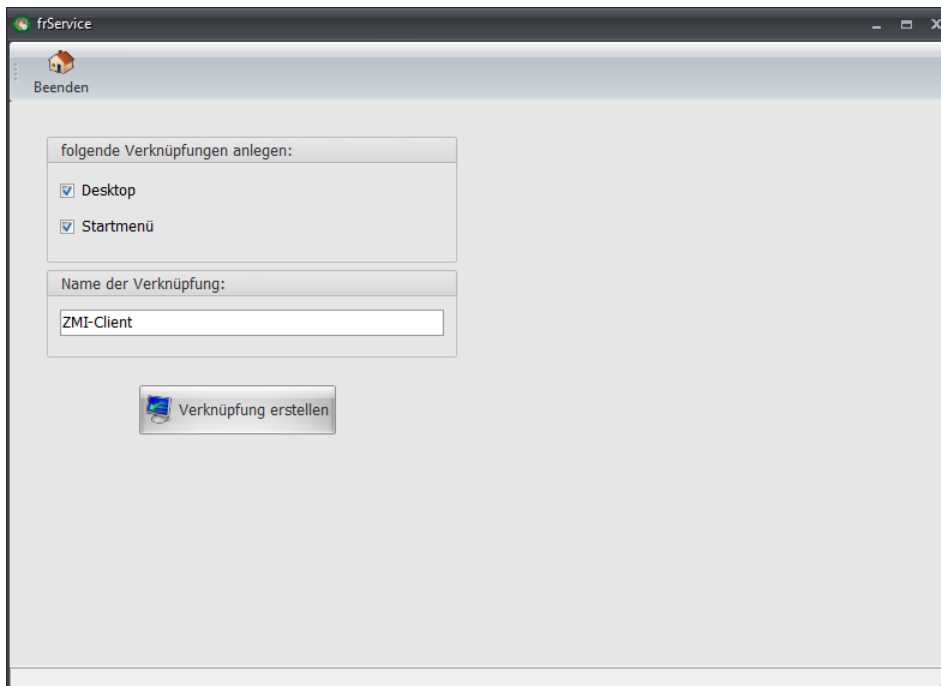 frService
Beenden
folgende Verknüpfungen anlegen:
Desktop
Startmenü
Name der Verknüpfung:
ZMI-Client
Verknüpfung erstellen